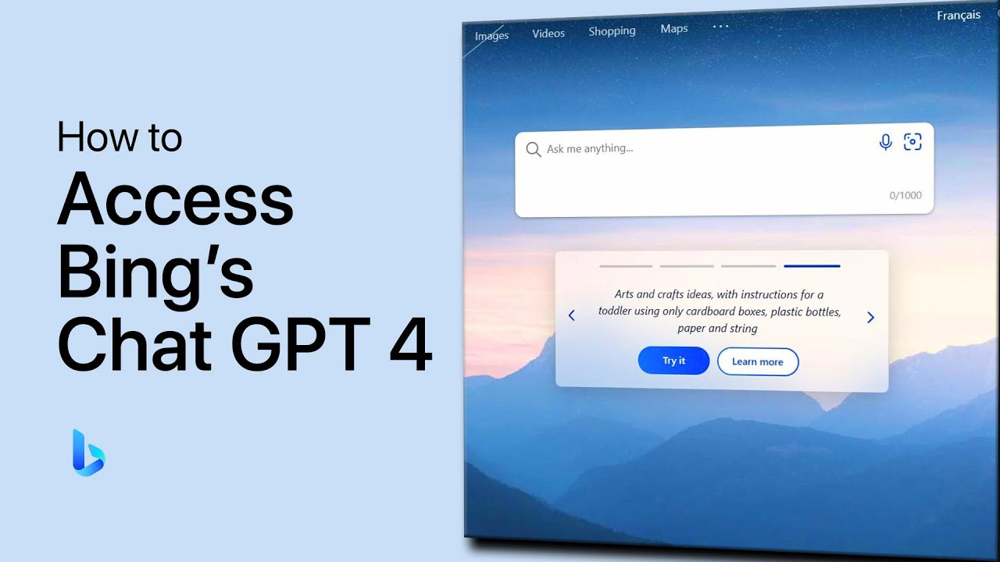 How to
Access
Bing's
Chat GPT 4
Images Videos Shopping Maps ...
Français
Ask me anything...
0/1000
Arts and crafts ideas, with instructions for a
toddler using only cardboard boxes, plastic bottles,
paper and string
Try it
Learn more